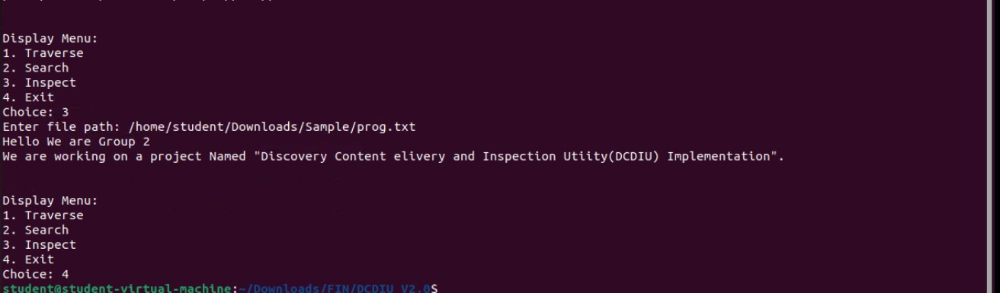 Display Menu:
1. Traverse
2. Search
3. Inspect
4. Exit
Choice: 3
Enter file path: /home/student/Downloads/Sample/prog.txt
Hello We are Group 2
We are working on a project Named "Discovery Content elivery and Inspection Utiity(DCDIU) Implementation".
Display Menu:
1. Traverse
2. Search
3. Inspect
4. Exit
Choice: 4
student@student-virtual-machine:~/Downloads/FIN/DCDIU_V2.0$